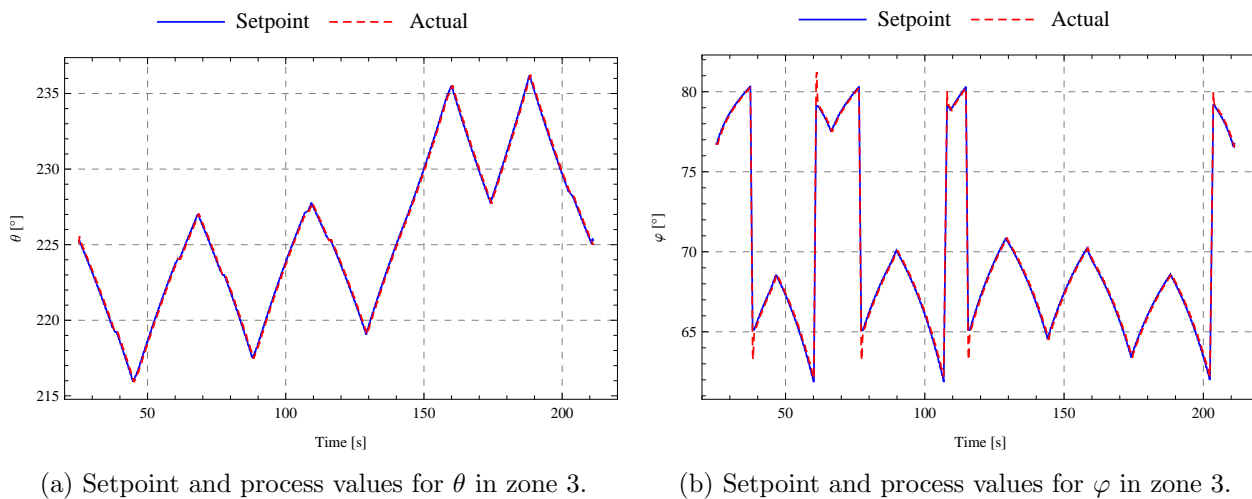 Setpoint Actual
235
230
225
220
215
θ [°]
50 100 150 200
Time [s]
(a) Setpoint and process values for θ in zone 3.
Setpoint Actual
80
75
70
65
φ [°]
50 100 150 200
Time [s]
(b) Setpoint and process values for φ in zone 3.